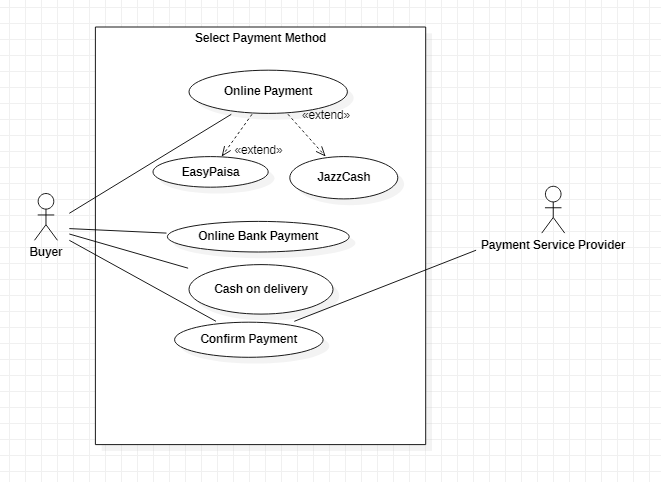 Select Payment Method
Online Payment
«extend»
«extend»
EasyPaisa
JazzCash
Buyer
Payment Service Provider
Online Bank Payment
Cash on delivery
Confirm Payment